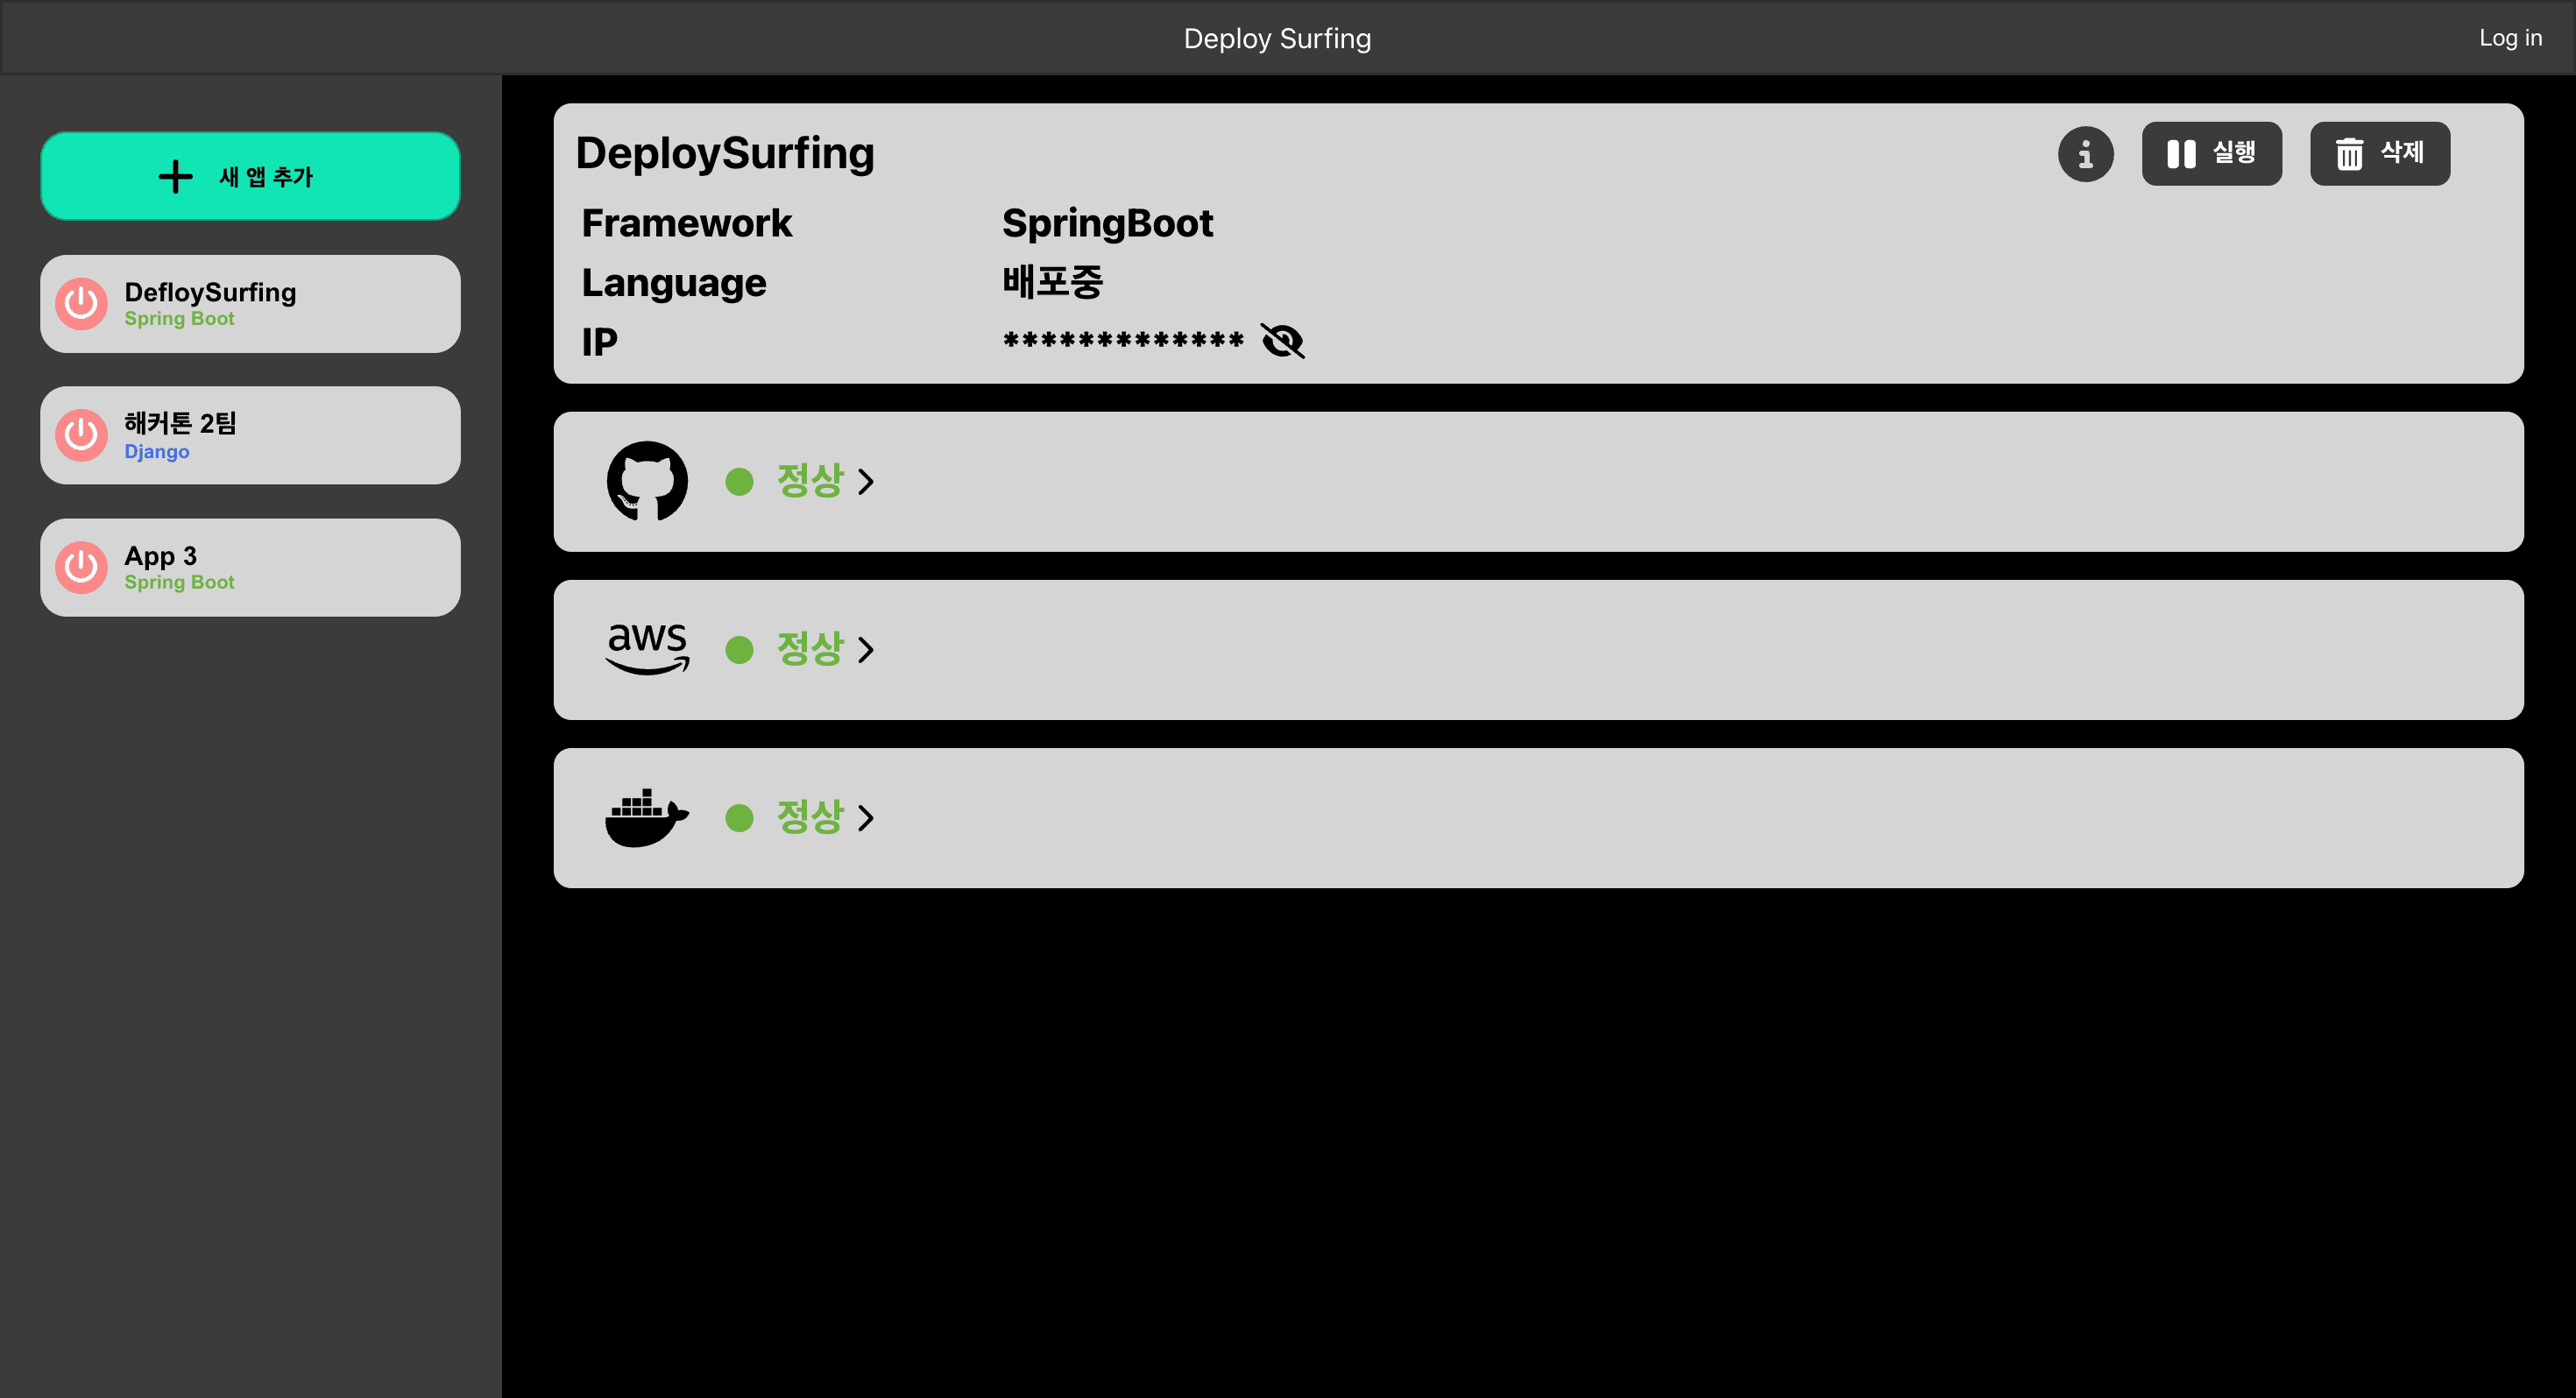 Deploy Surfing
Log in
새 앱 추가
DefloySurfing
Spring Boot
해커톤 2팀
Django
App 3
Spring Boot
DeploySurfing
실행
삭제
Framework SpringBoot
Language 배포중
IP *************
정상
aws 정상
정상